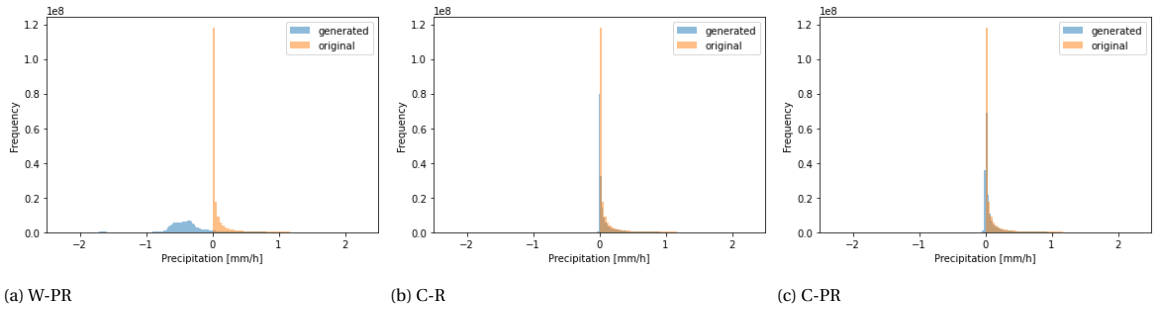 1e8
generated
original
1.2
1.0
0.8
0.6
0.4
0.2
0.0
Frequency
−2 −1 0 1 2
Precipitation [mm/h]
(a) W-PR
1e8
generated
original
1.2
1.0
0.8
0.6
0.4
0.2
0.0
Frequency
−2 −1 0 1 2
Precipitation [mm/h]
(b) C-R
1e8
generated
original
1.2
1.0
0.8
0.6
0.4
0.2
0.0
Frequency
−2 −1 0 1 2
Precipitation [mm/h]
(c) C-PR